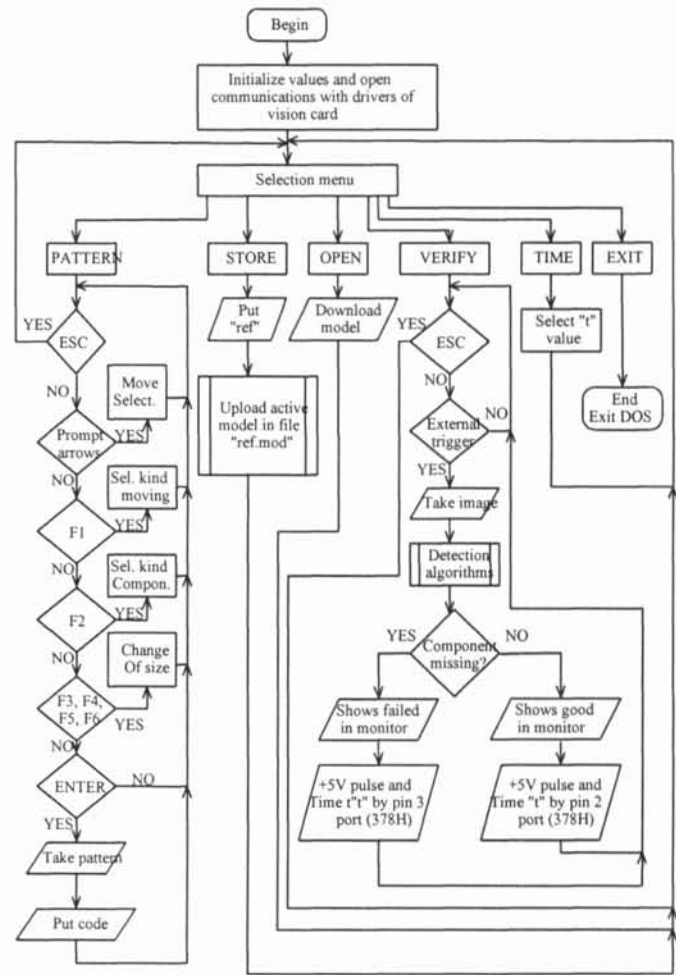 Begin
Initialize values and open
communications with drivers of
vision card
Selection menu
PATTERN
STORE
OPEN
VERIFY
TIME
EXIT
YES
ESC
NO
Put
"ref"
Download
model
YES
ESC
NO
Select "t"
value
Move
Select.
Prompt
arrows
YES
NO
Upload active
model in file
"ref.mod"
External
trigger
NO
YES
End
Exit DOS
Sel. kind
moving
F1
YES
NO
Take image
Sel. kind
Compon.
F2
YES
NO
Detection
algorithms
Change
Of size
F3, F4,
F5, F6
YES
NO
YES
Component
missing?
NO
Shows failed
in monitor
Shows good
in monitor
ENTER
NO
YES
+5V pulse and
Time t"t" by pin 3
port (378H)
+5V pulse and
Time "t" by pin 2
port (378H)
Take pattern
Put code